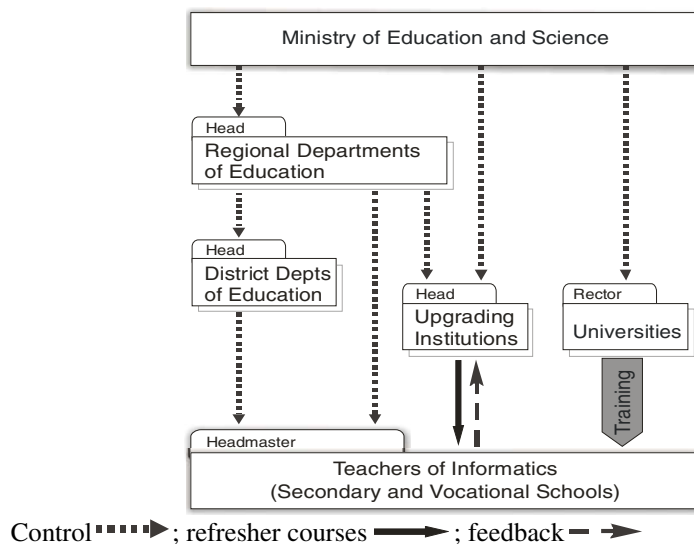 Ministry of Education and Science
Head
Regional Departments
of Education
Head
District Depts
of Education
Head
Upgrading
Institutions
Rector
Universities
Training
Headmaster
Teachers of Informatics
(Secondary and Vocational Schools)
Control ; refresher courses ; feedback